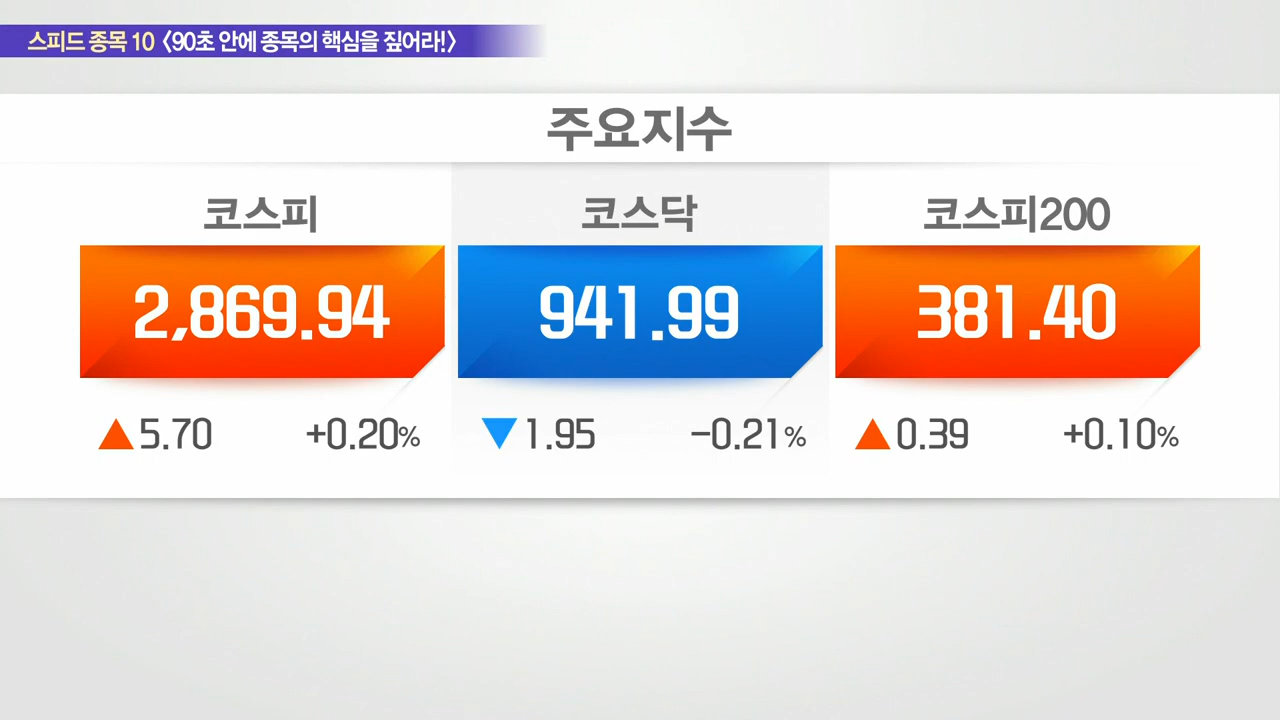 스피드 종목 10 〈90초 안에 종목의 핵심을 짚어라!〉
주요지수
코스피 코스닥 코스피200
2,869.94 941.99 381.40
▲5.70 +0.20% ▼1.95 -0.21% ▲0.39 +0.10%